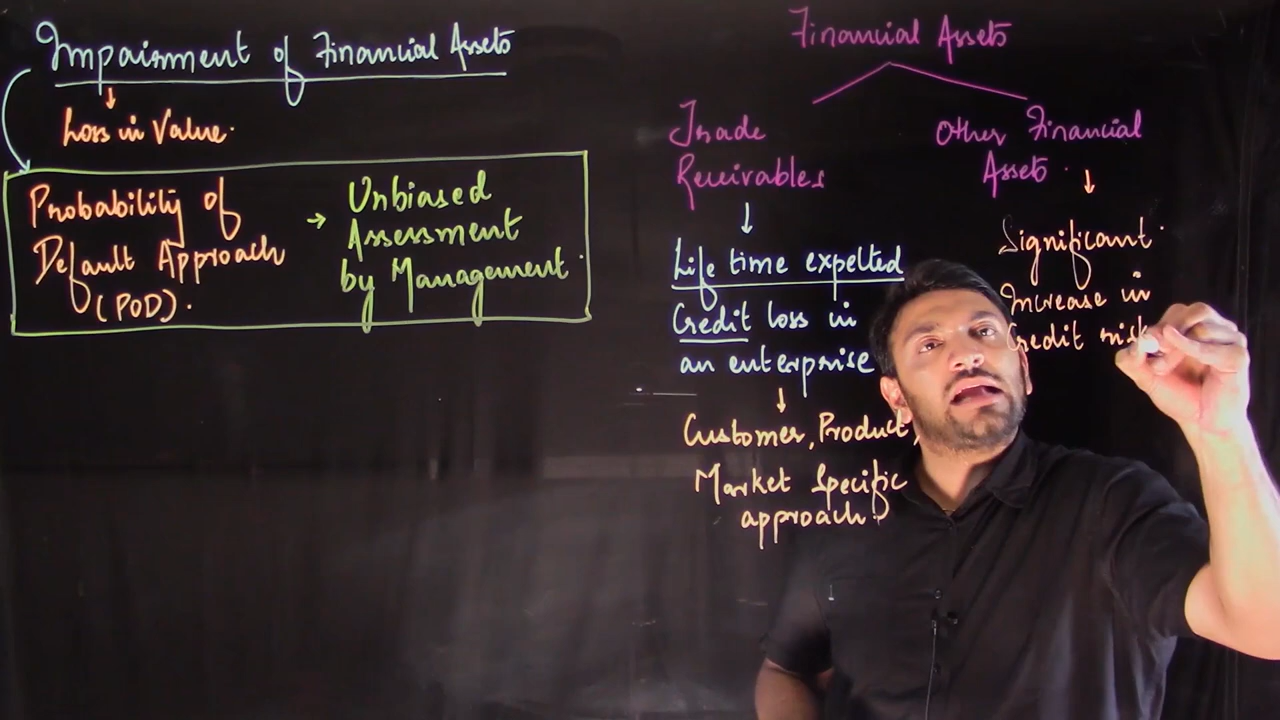 Impairment of Financial Assets
Loss in Value.
Probability of
Default Approach
(POD).
→ Unbiased
Assessment
by Management.
Financial Assets
Trade
Receivables
Life time expected
Credit loss in
an enterprise
Customer, Product,
Market Specific
approach.
Other Financial
Assets.
Significant
Increase in
Credit risk